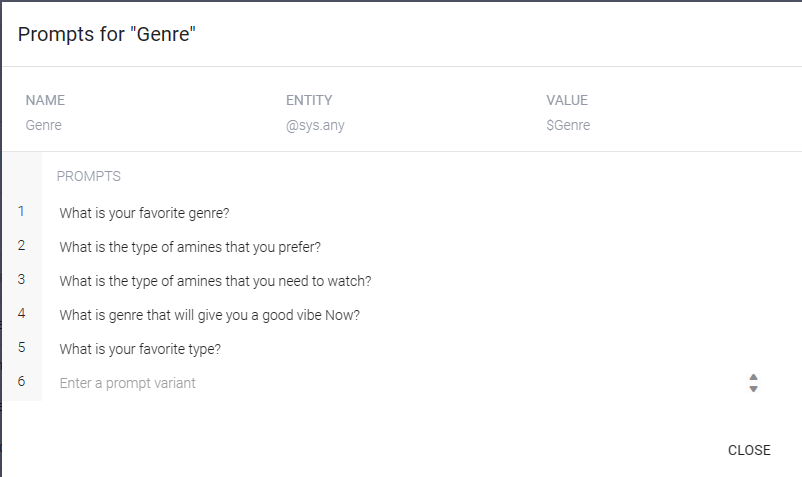 Prompts for "Genre"
NAME ENTITY VALUE
Genre @sys.any $Genre
PROMPTS
1 What is your favorite genre?
2 What is the type of amines that you prefer?
3 What is the type of amines that you need to watch?
4 What is genre that will give you a good vibe Now?
5 What is your favorite type?
6 Enter a prompt variant
CLOSE